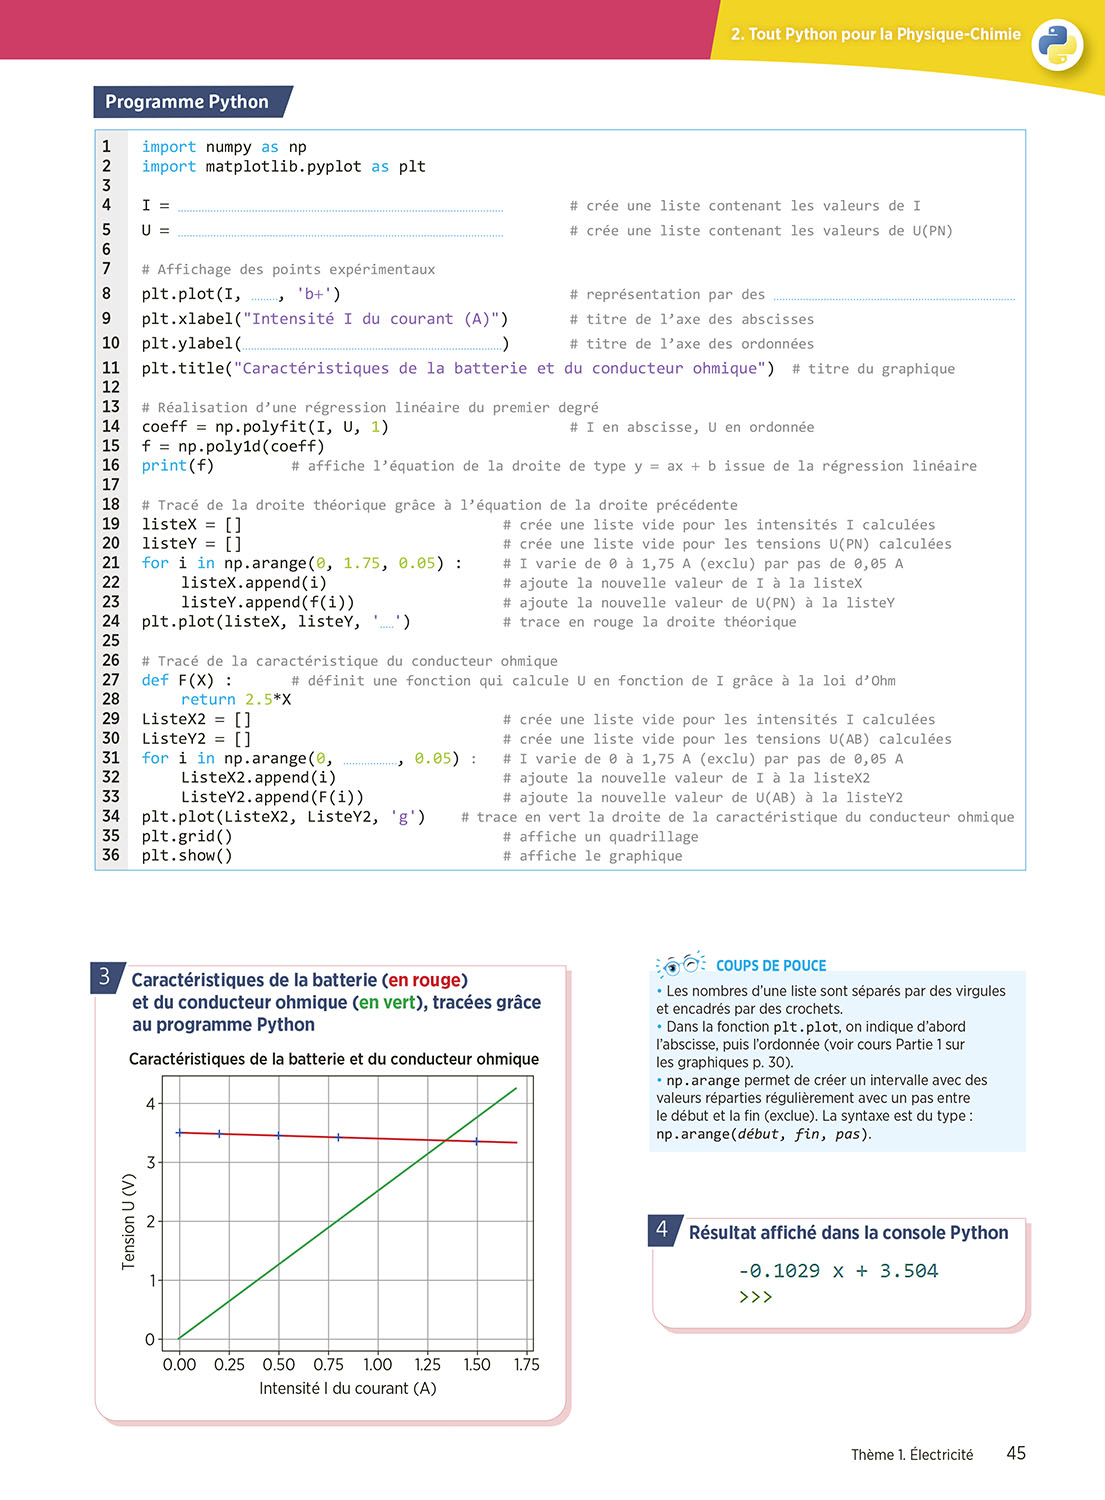 2. Tout Python pour la Physique-Chimie
Programme Python
1 import numpy as np
2 import matplotlib.pyplot as plt
3
4 I = ........ # crée une liste contenant les valeurs de I
5 U = ........ # crée une liste contenant les valeurs de U(PN)
6
7 # Affichage des points expérimentaux
8 plt.plot(I, ........, 'b+') # représentation par des ........
9 plt.xlabel("Intensité I du courant (A)") # titre de l'axe des abscisses
10 plt.ylabel(........) # titre de l'axe des ordonnées
11 plt.title("Caractéristiques de la batterie et du conducteur ohmique") # titre du graphique
12
13 # Réalisation d'une régression linéaire du premier degré
14 coeff = np.polyfit(I, U, 1) # I en abscisse, U en ordonnée
15 f = np.poly1d(coeff)
16 print(f) # affiche l'équation de la droite de type y = ax + b issue de la régression linéaire
17
18 # Tracé de la droite théorique grâce à l'équation de la droite précédente
19 listeX = [] # crée une liste vide pour les intensités I calculées
20 listeY = [] # crée une liste vide pour les tensions U(PN) calculées
21 for i in np.arange(0, 1.75, 0.05) : # I varie de 0 à 1,75 A (exclu) par pas de 0,05 A
22 listeX.append(i) # ajoute la nouvelle valeur de I à la listeX
23 listeY.append(f(i)) # ajoute la nouvelle valeur de U(PN) à la listeY
24 plt.plot(listeX, listeY, '....') # trace en rouge la droite théorique
25
26 # Tracé de la caractéristique du conducteur ohmique
27 def F(X) : # définit une fonction qui calcule U en fonction de I grâce à la loi d'Ohm
28 return 2.5*X
29 ListeX2 = [] # crée une liste vide pour les intensités I calculées
30 ListeY2 = [] # crée une liste vide pour les tensions U(AB) calculées
31 for i in np.arange(0, ........, 0.05) : # I varie de 0 à 1,75 A (exclu) par pas de 0,05 A
32 ListeX2.append(i) # ajoute la nouvelle valeur de I à la listeX2
33 ListeY2.append(F(i)) # ajoute la nouvelle valeur de U(AB) à la listeY2
34 plt.plot(ListeX2, ListeY2, 'g') # trace en vert la droite de la caractéristique du conducteur ohmique
35 plt.grid() # affiche un quadrillage
36 plt.show() # affiche le graphique
3 Caractéristiques de la batterie (en rouge)
et du conducteur ohmique (en vert), tracées grâce
au programme Python
Caractéristiques de la batterie et du conducteur ohmique
4
3
2
1
0
Tension U (V)
0.00 0.25 0.50 0.75 1.00 1.25 1.50 1.75
Intensité I du courant (A)
COUPS DE POUCE
• Les nombres d'une liste sont séparés par des virgules
et encadrés par des crochets.
• Dans la fonction plt.plot, on indique d'abord
l'abscisse, puis l'ordonnée (voir cours Partie 1 sur
les graphiques p. 30).
• np.arange permet de créer un intervalle avec des
valeurs réparties régulièrement avec un pas entre
le début et la fin (exclue). La syntaxe est du type :
np.arange(début, fin, pas).
4 Résultat affiché dans la console Python
-0.1029 x + 3.504
>>>
Thème 1. Électricité 45